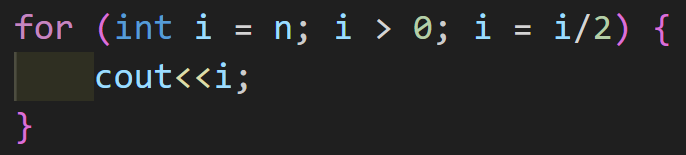 for (int i = n; i > 0; i = i/2) {
    cout<<i;
}